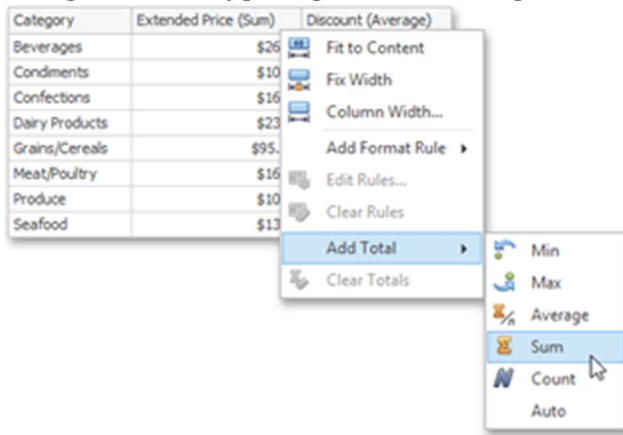 Category Extended Price (Sum) Discount (Average)
Beverages $26
Condiments $10
Confections $16
Dairy Products $23
Grains/Cereals $95.
Meat/Poultry $16
Produce $10
Seafood $13
Fit to Content
Fix Width
Column Width...
Add Format Rule
Edit Rules...
Clear Rules
Add Total
Clear Totals
Min
Max
Average
Sum
Count
Auto